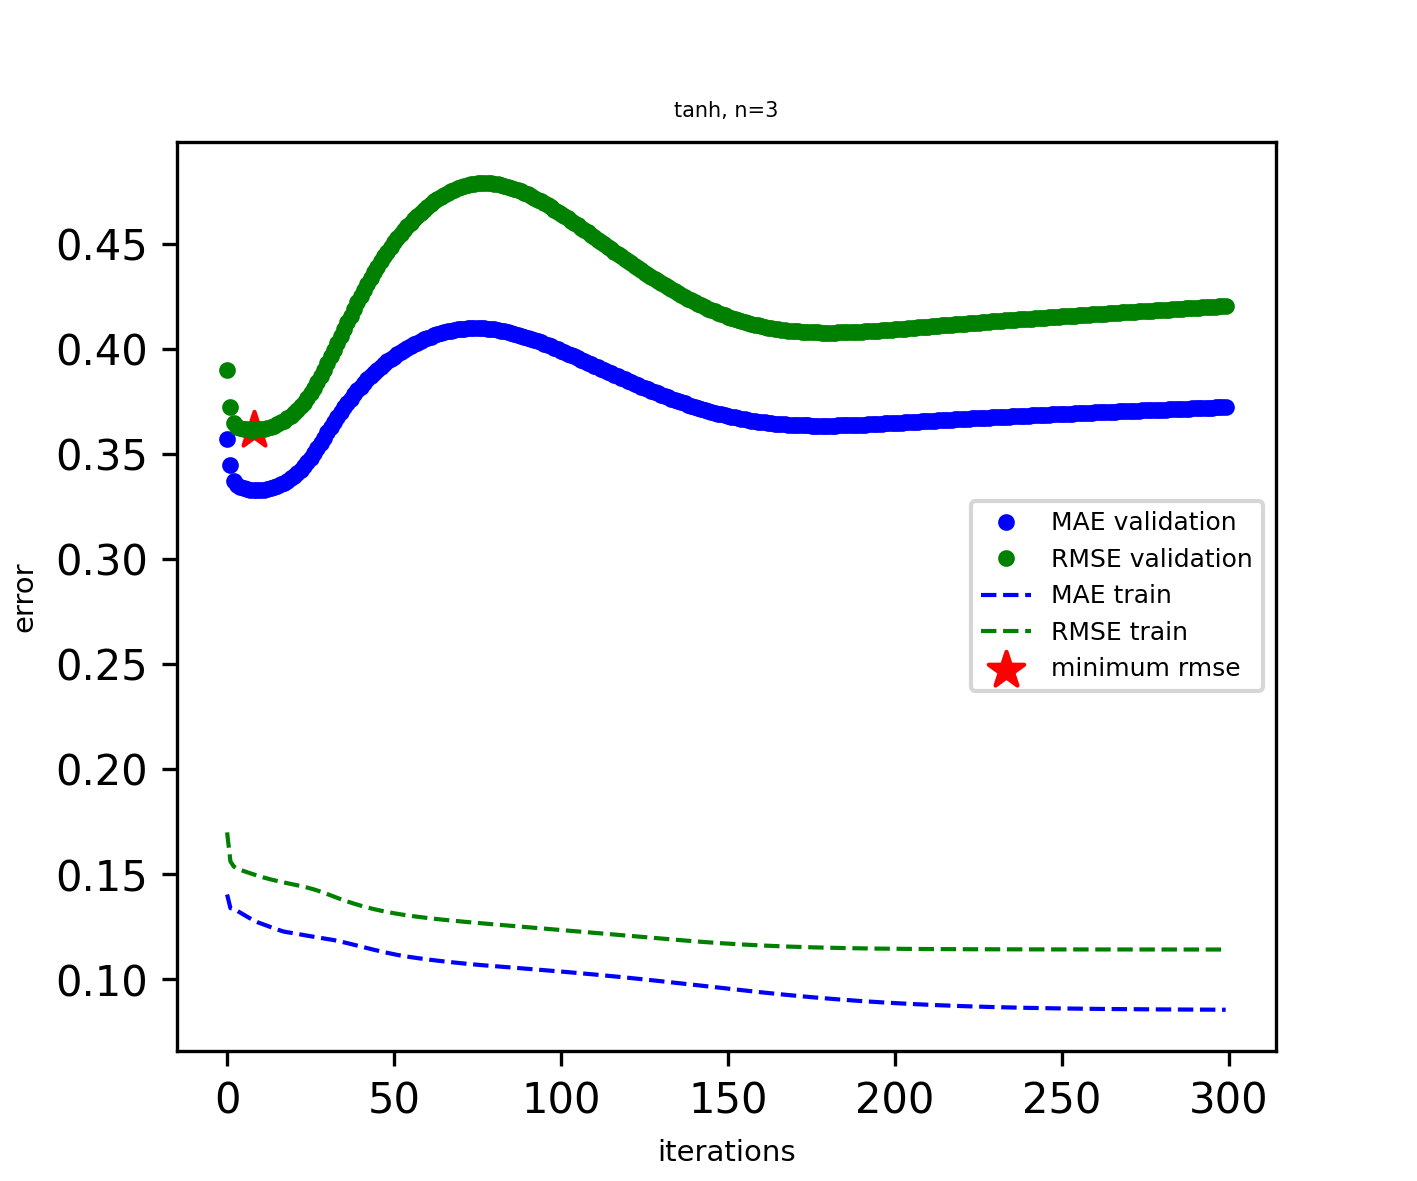 tanh, n=3
0.45
0.40
0.35
0.30
0.25
0.20
0.15
0.10
error
MAE validation
RMSE validation
MAE train
RMSE train
minimum rmse
0 50 100 150 200 250 300
iterations